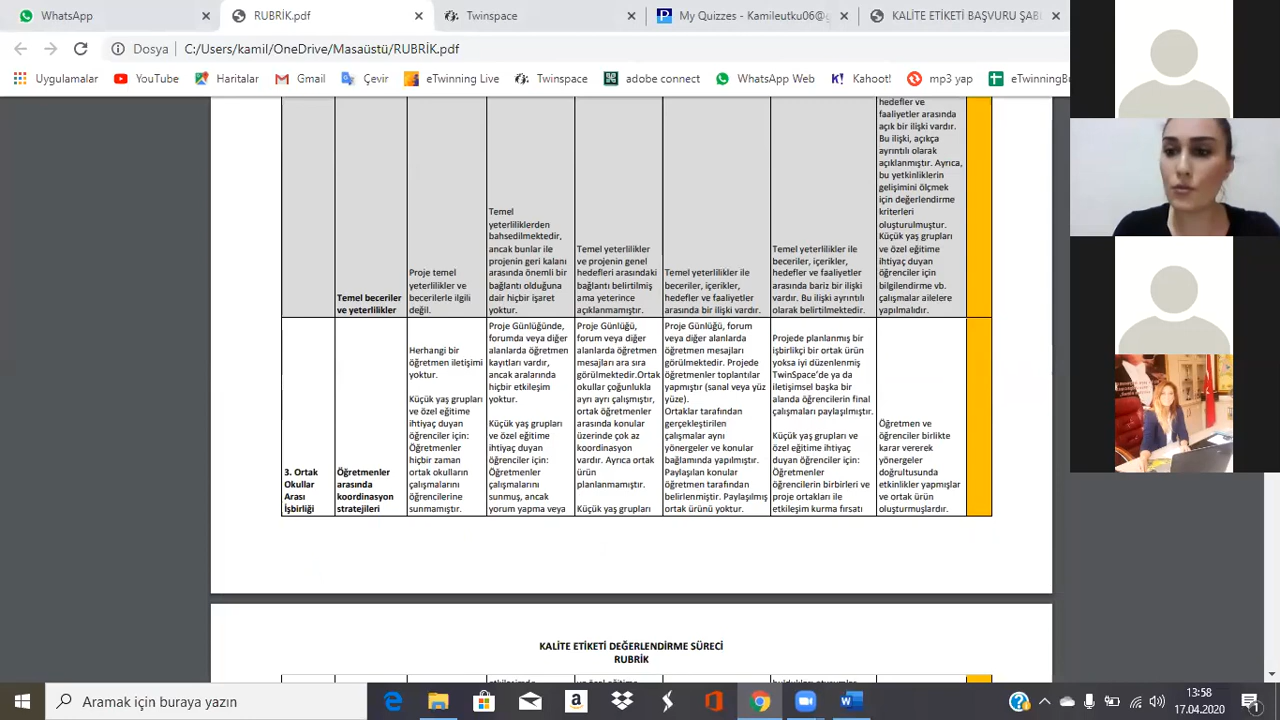 WhatsApp
RUBRİK.pdf
Twinspace
My Quizzes - Kamileutku06@g
KALİTE ETİKETİ BAŞVURU ŞABI
Dosya
C:/Users/kamil/OneDrive/Masaüstü/RUBRİK.pdf
Uygulamalar
YouTube
Haritalar
Gmail
Çevir
eTwinning Live
Twinspace
adobe connect
WhatsApp Web
Kahoot!
mp3 yap
eTwinningBo
Temel beceriler
ve yeterlilikler
Proje temel
yeterlilikler ve
becerilerle ilgili
değil.
Temel
yeterliliklerden
bahsedilmektedir,
ancak bunlar ile
projenin geri kalanı
arasında önemli bir
bağlantı olduğuna
dair hiçbir işaret
yoktur.
Temel yeterlilikler
ve projenin genel
hedefleri arasındaki
bağlantı belirtilmiş
ama yeterince
açıklanmamıştır.
Temel yeterlilikler ile
beceriler, içerikler,
hedefler ve faaliyetler
arasında bir ilişki vardır.
Temel yeterlilikler ile
beceriler, içerikler,
hedefler ve faaliyetler
arasında bariz bir ilişki
vardır. Bu ilişki ayrıntılı
olarak belirtilmektedir.
hedefler ve
faaliyetler arasında
açık bir ilişki vardır.
Bu ilişki, açıkça
ayrıntılı olarak
açıklanmıştır. Ayrıca,
bu yetkinliklerin
gelişimini ölçmek
için değerlendirme
kriterleri
oluşturulmuştur.
Küçük yaş grupları
ve özel eğitime
ihtiyaç duyan
öğrenciler için
bilgilendirme vb.
çalışmalar ailelere
yapılmalıdır.
3. Ortak
Okullar
Arası
İşbirliği
Öğretmenler
arasında
koordinasyon
stratejileri
Herhangi bir
öğretmen iletişimi
yoktur.
Küçük yaş grupları
ve özel eğitime
ihtiyaç duyan
öğrenciler için:
Öğretmenler
hiçbir zaman
ortak okulların
çalışmalarını
öğrencilerine
sunmamıştır.
Proje Günlüğünde,
forumda veya diğer
alanlarda öğretmen
kayıtları vardır,
ancak aralarında
hiçbir etkileşim
yoktur.
Küçük yaş grupları
ve özel eğitime
ihtiyaç duyan
öğrenciler için:
Öğretmenler
çalışmalarını
sunmuş, ancak
yorum yapma veya
Proje Günlüğü,
forum veya diğer
alanlarda öğretmen
mesajları ara sıra
görülmektedir.Ortak
okullar çoğunlukla
ayrı ayrı çalışmıştır,
ortak öğretmenler
arasında konular
üzerinde çok az
koordinasyon
vardır. Ayrıca ortak
ürün
planlanmamıştır.
Küçük yaş grupları
Proje Günlüğü, forum
veya diğer alanlarda
öğretmen mesajları
görülmektedir. Projede
öğretmenler toplantılar
yapmıştır (sanal veya yüz
yüze).
Ortaklar tarafından
gerçekleştirilen
çalışmalar aynı
yönergeler ve konular
bağlamında yapılmıştır.
Paylaşılan konular
öğretmen tarafından
belirlenmiştir. Paylaşılmış
ortak ürünü yoktur.
Projede planlanmış bir
işbirlikçi bir ortak ürün
yoksa iyi düzenlenmiş
TwinSpace’de ya da
iletişimsel başka bir
alanda öğrencilerin final
çalışmaları paylaşılmıştır.
Küçük yaş grupları ve
özel eğitime ihtiyaç
duyan öğrenciler için:
Öğretmenler
öğrencilerin birbirleri ve
proje ortakları ile
etkileşim kurma fırsatı
Öğretmen ve
öğrenciler birlikte
karar vererek
yönergeler
doğrultusunda
etkinlikler yapmışlar
ve ortak ürün
oluşturmuşlardır.
KALİTE ETİKETİ DEĞERLENDİRME SÜRECİ
RUBRİK
Aramak için buraya yazın
13:58
17.04.2020